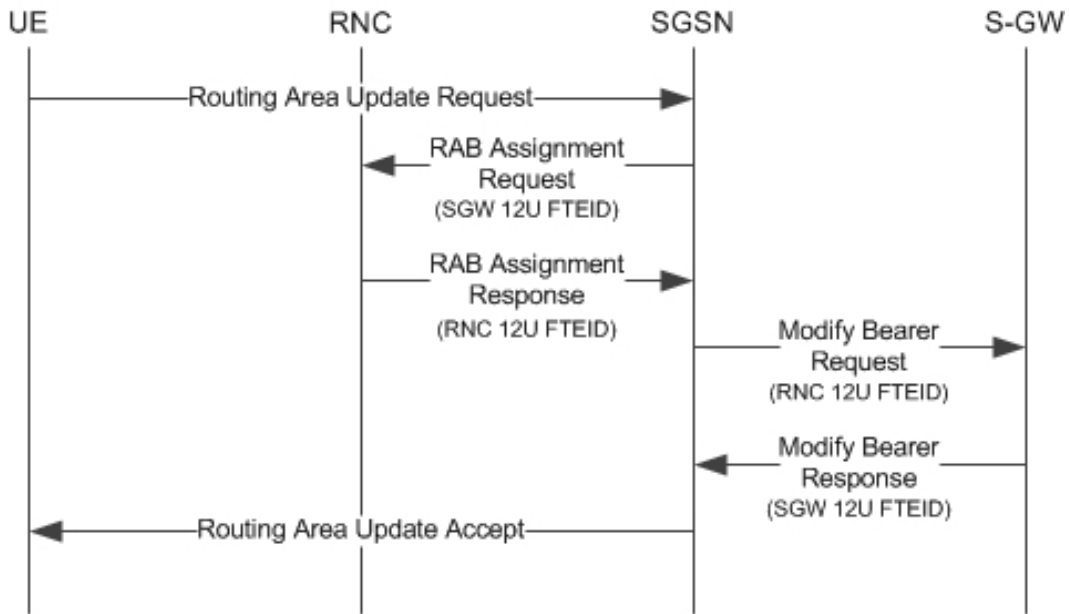 UE RNC SGSN S-GW
Routing Area Update Request
RAB Assignment
Request
(SGW 12U FTEID)
RAB Assignment
Response
(RNC 12U FTEID)
Modify Bearer
Request
(RNC 12U FTEID)
Modify Bearer
Response
(SGW 12U FTEID)
Routing Area Update Accept